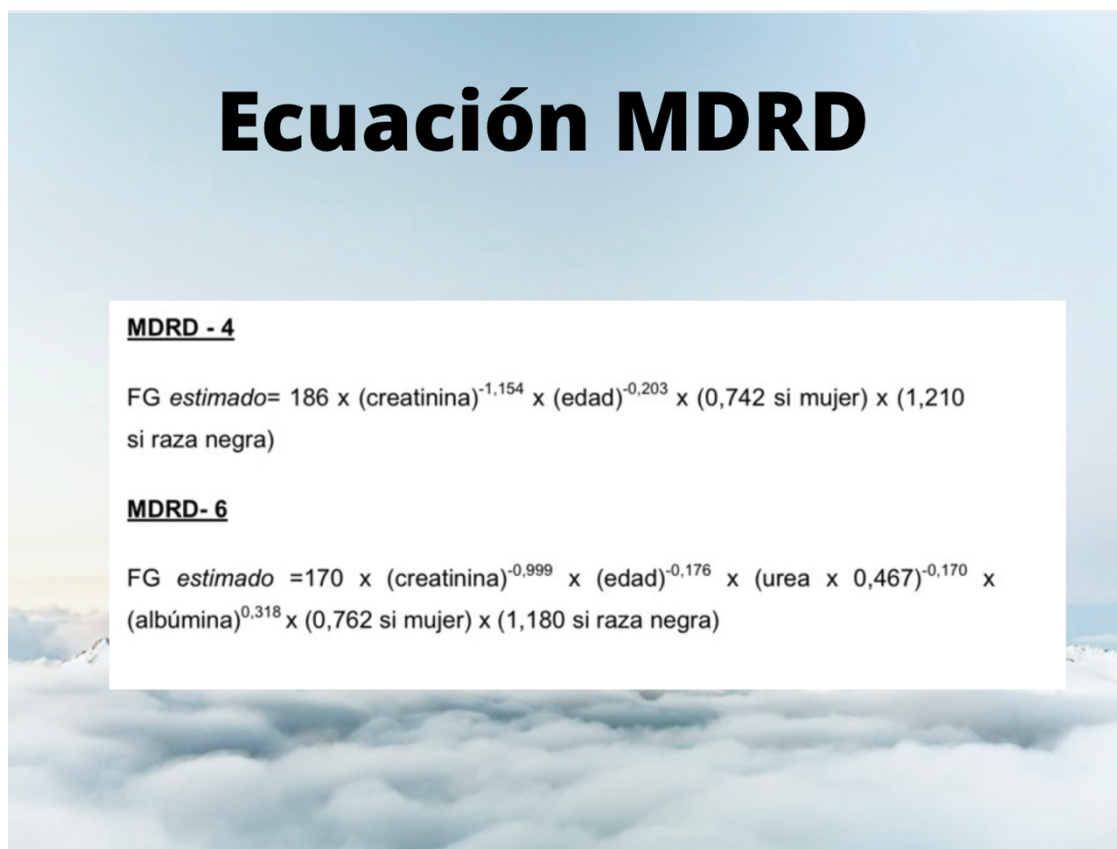 Ecuación MDRD
MDRD - 4
FG estimado= 186 x (creatinina)-1,154 x (edad)-0,203 x (0,742 si mujer) x (1,210
si raza negra)
MDRD- 6
FG estimado =170 x (creatinina)-0,999 x (edad)-0,176 x (urea x 0,467)-0,170 x
(albúmina)0,318 x (0,762 si mujer) x (1,180 si raza negra)